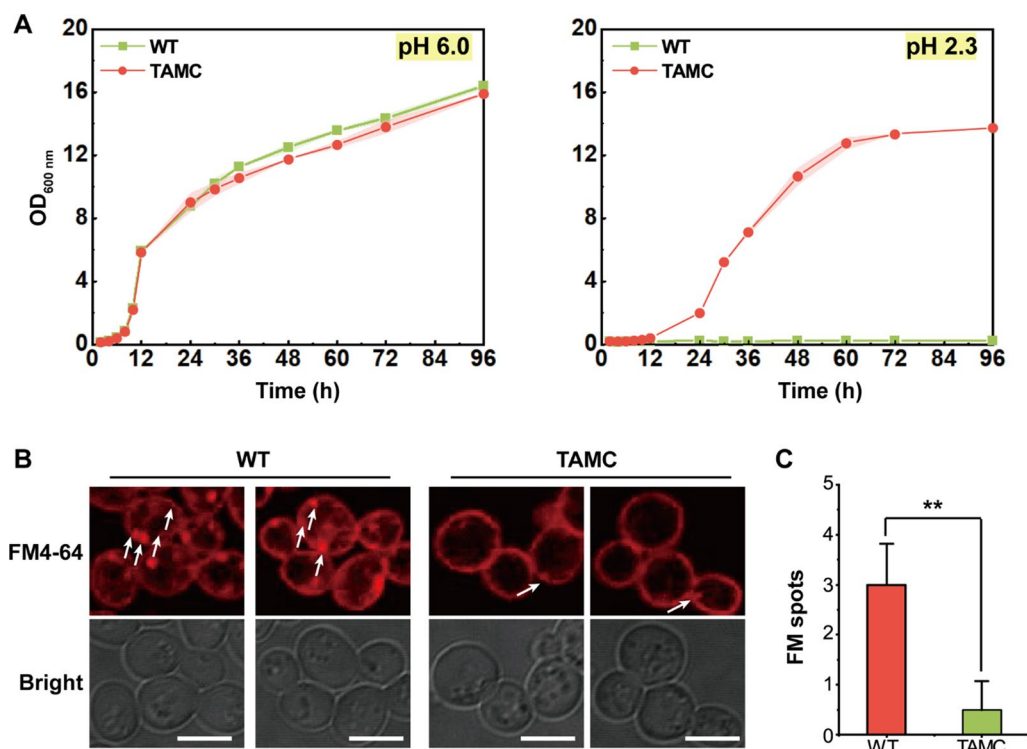 A
20
16
12
8
4
0
OD600 nm
WT
TAMC
pH 6.0
0 12 24 36 48 60 72 84 96
Time (h)
20
16
12
8
4
0
WT
TAMC
pH 2.3
0 12 24 36 48 60 72 84 96
Time (h)
B
WT TAMC
FM4-64
Bright
C
5
4
3
2
1
0
FM spots
**
WT TAMC